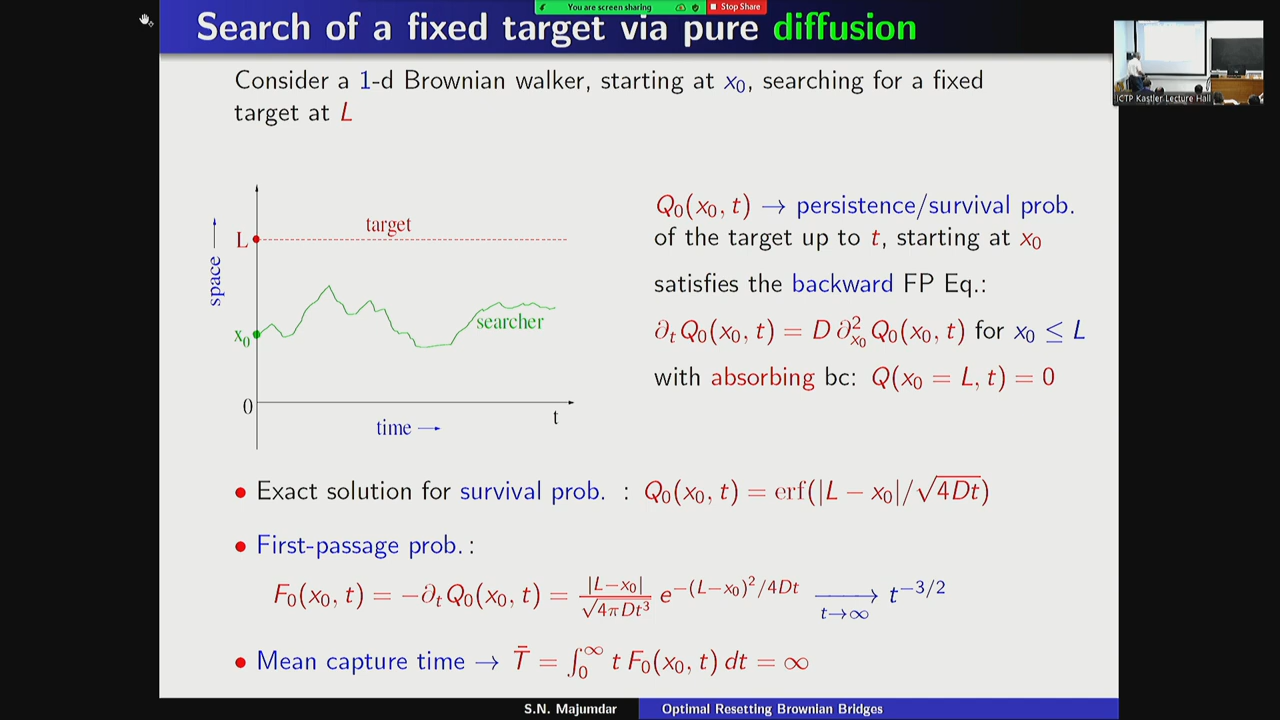 You are screen sharing
Stop Share
Search of a fixed target via pure diffusion
ICTP Kastler Lecture Hall
Consider a 1-d Brownian walker, starting at x₀, searching for a fixed
target at L
space →
L
target
x₀
searcher
0
t
time →
Q₀(x₀, t) → persistence/survival prob.
of the target up to t, starting at x₀
satisfies the backward FP Eq.:
∂ₜQ₀(x₀, t) = D ∂²ₓ₀ Q₀(x₀, t) for x₀ ≤ L
with absorbing bc: Q(x₀ = L, t) = 0
• Exact solution for survival prob. : Q₀(x₀, t) = erf(|L − x₀|/√4Dt)
• First-passage prob.:
F₀(x₀, t) = −∂ₜQ₀(x₀, t) = |L−x₀|/√4πDt³ e^−(L−x₀)²/4Dt ⟶ t→∞ t^−3/2
• Mean capture time → T̄ = ∫₀^∞ t F₀(x₀, t) dt = ∞
S.N. Majumdar
Optimal Resetting Brownian Bridges